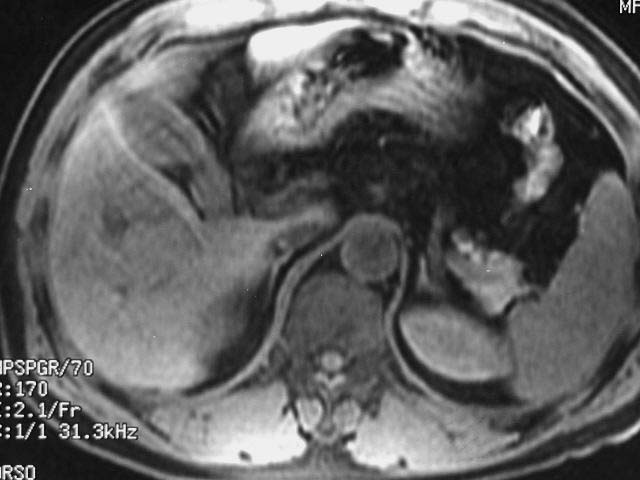 MF
MPSPGR/70
R:170
E:2.1/Fr
C:1/1 31.3kHz
ORSO